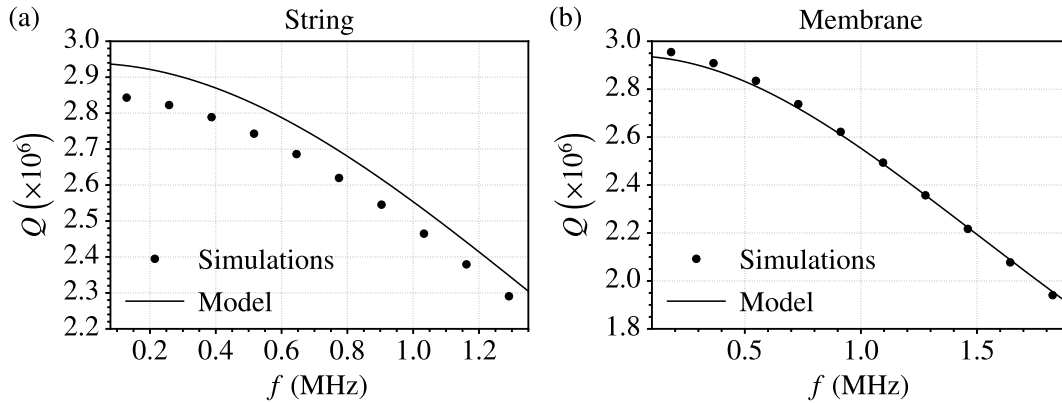 (a)
String
3.0
2.9
2.8
2.7
2.6
2.5
2.4
2.3
2.2
Q (×10⁶)
Simulations
Model
0.2 0.4 0.6 0.8 1.0 1.2
f (MHz)
(b)
Membrane
3.0
2.8
2.6
2.4
2.2
2.0
1.8
Q (×10⁶)
Simulations
Model
0.5 1.0 1.5
f (MHz)